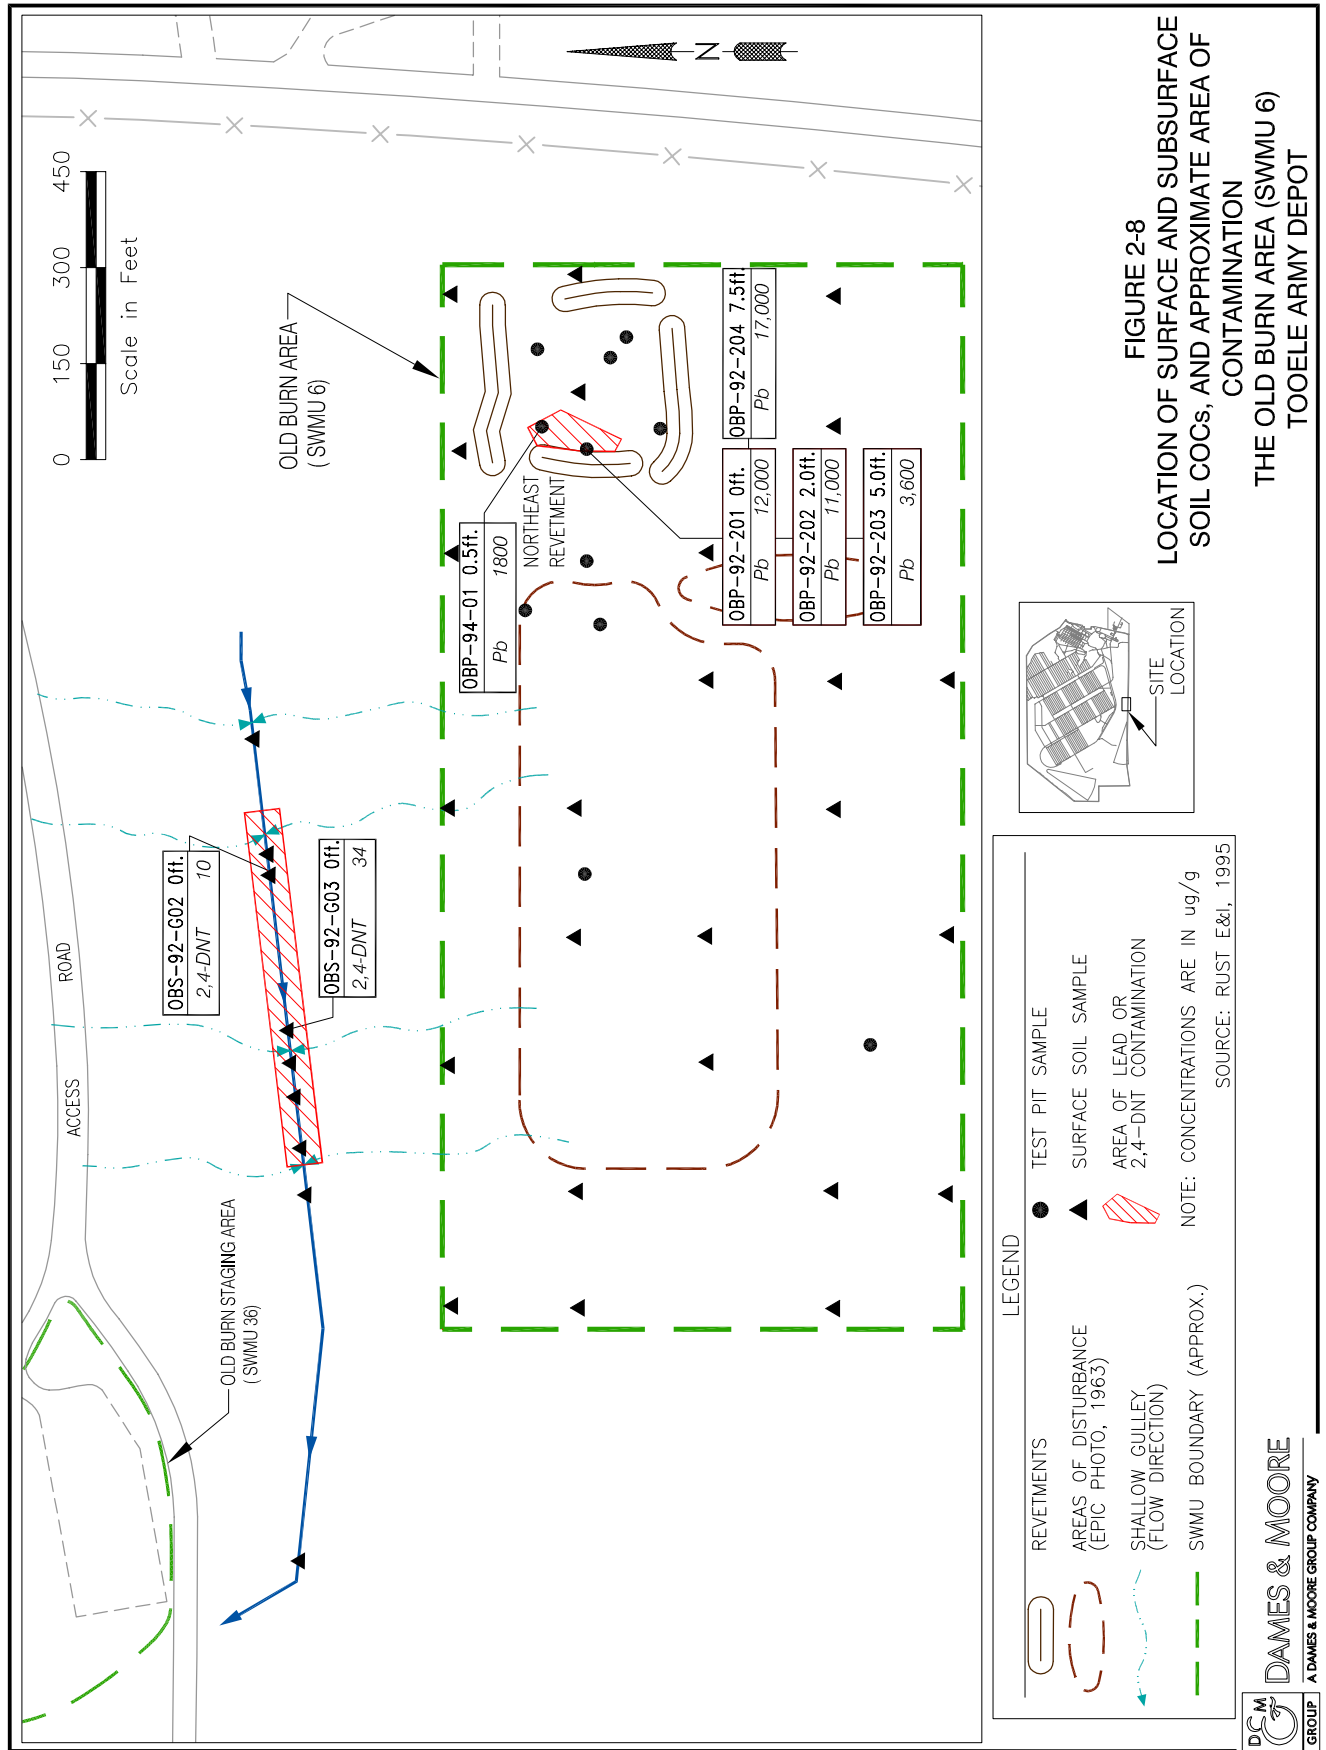 0 150 300 450
Scale in Feet
N
ACCESS ROAD
OLD BURN STAGING AREA
( SWMU 36)
OBS-92-G02 0ft.
2,4-DNT 10
OBS-92-G03 0ft.
2,4-DNT 34
OLD BURN AREA
( SWMU 6)
OBP-94-01 0.5ft.
Pb 1800
NORTHEAST
REVETMENT
OBP-92-201 0ft.
Pb 12,000
OBP-92-204 7.5ft.
Pb 17,000
OBP-92-202 2.0ft.
Pb 11,000
OBP-92-203 5.0ft.
Pb 3,600
LEGEND
REVETMENTS
AREAS OF DISTURBANCE
(EPIC PHOTO, 1963)
SHALLOW GULLEY
(FLOW DIRECTION)
SWMU BOUNDARY (APPROX.)
TEST PIT SAMPLE
SURFACE SOIL SAMPLE
AREA OF LEAD OR
2,4-DNT CONTAMINATION
NOTE: CONCENTRATIONS ARE IN ug/g
SOURCE: RUST E&I, 1995
SITE
LOCATION
FIGURE 2-8
LOCATION OF SURFACE AND SUBSURFACE
SOIL COCs, AND APPROXIMATE AREA OF
CONTAMINATION
THE OLD BURN AREA (SWMU 6)
TOOELE ARMY DEPOT
D&M
GROUP
DAMES & MOORE
A DAMES & MOORE GROUP COMPANY